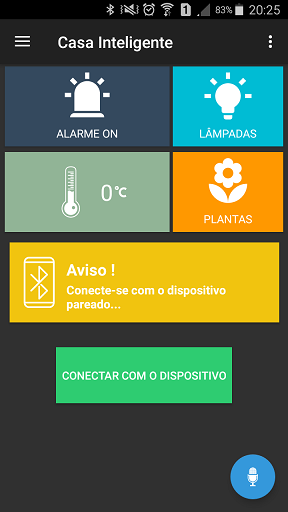 83% 20:25
Casa Inteligente
ALARME ON
LÂMPADAS
0°C
PLANTAS
Aviso !
Conecte-se com o dispositivo
pareado...
CONECTAR COM O DISPOSITIVO